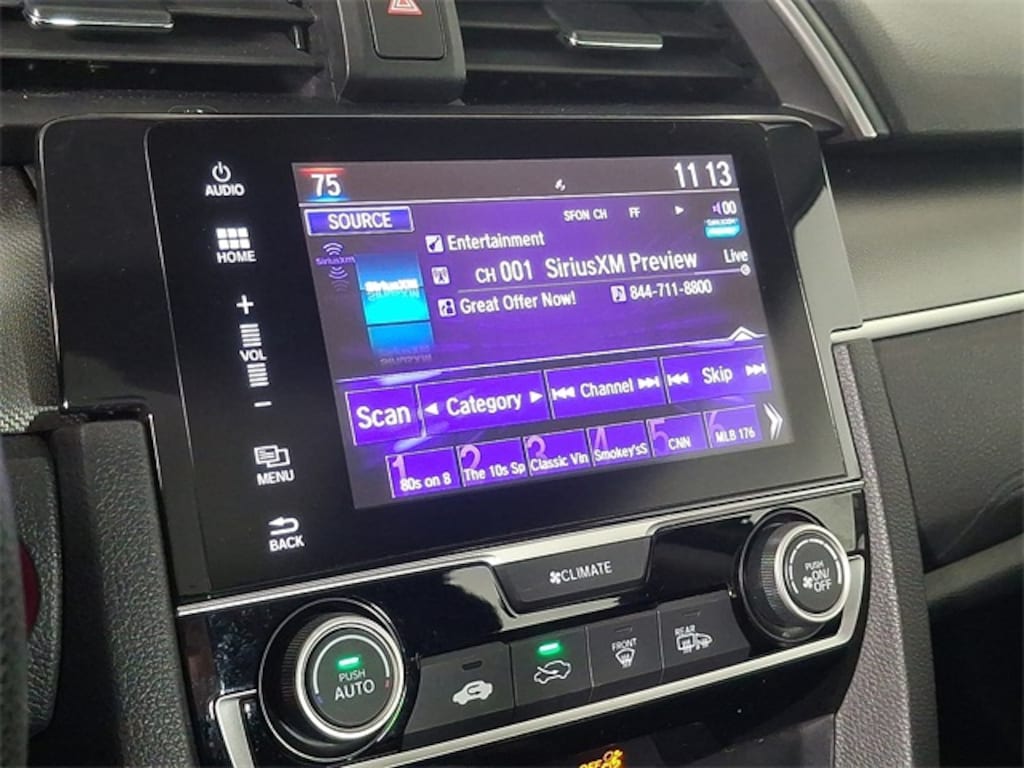 AUDIO
75
11 13
SOURCE
HOME
SiriusXM
Entertainment
CH 001 SiriusXM Preview
Live
Great Offer Now!
844-711-8800
+
VOL
−
Scan
Category
Channel
Skip
1 80s on 8
2 The 10s Sp
3 Classic Vin
4 Smokey'sS
5 CNN
6 MLB 176
MENU
BACK
CLIMATE
PUSH
ON/
OFF
PUSH
AUTO
FRONT
REAR